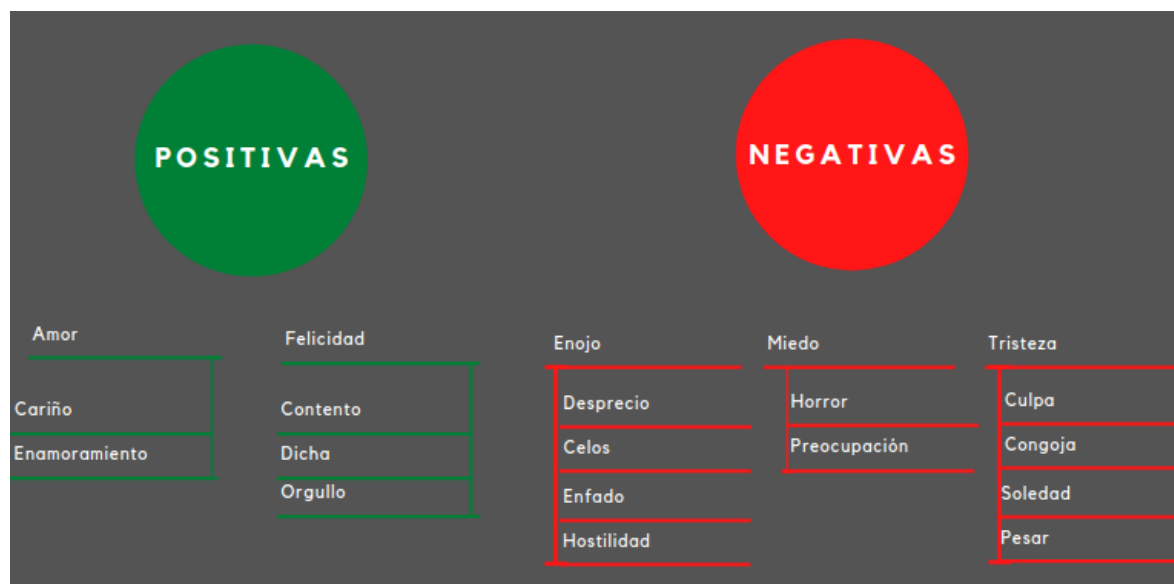 POSITIVAS
NEGATIVAS
Amor
Cariño
Enamoramiento
Felicidad
Contento
Dicha
Orgullo
Enojo
Desprecio
Celos
Enfado
Hostilidad
Miedo
Horror
Preocupación
Tristeza
Culpa
Congoja
Soledad
Pesar